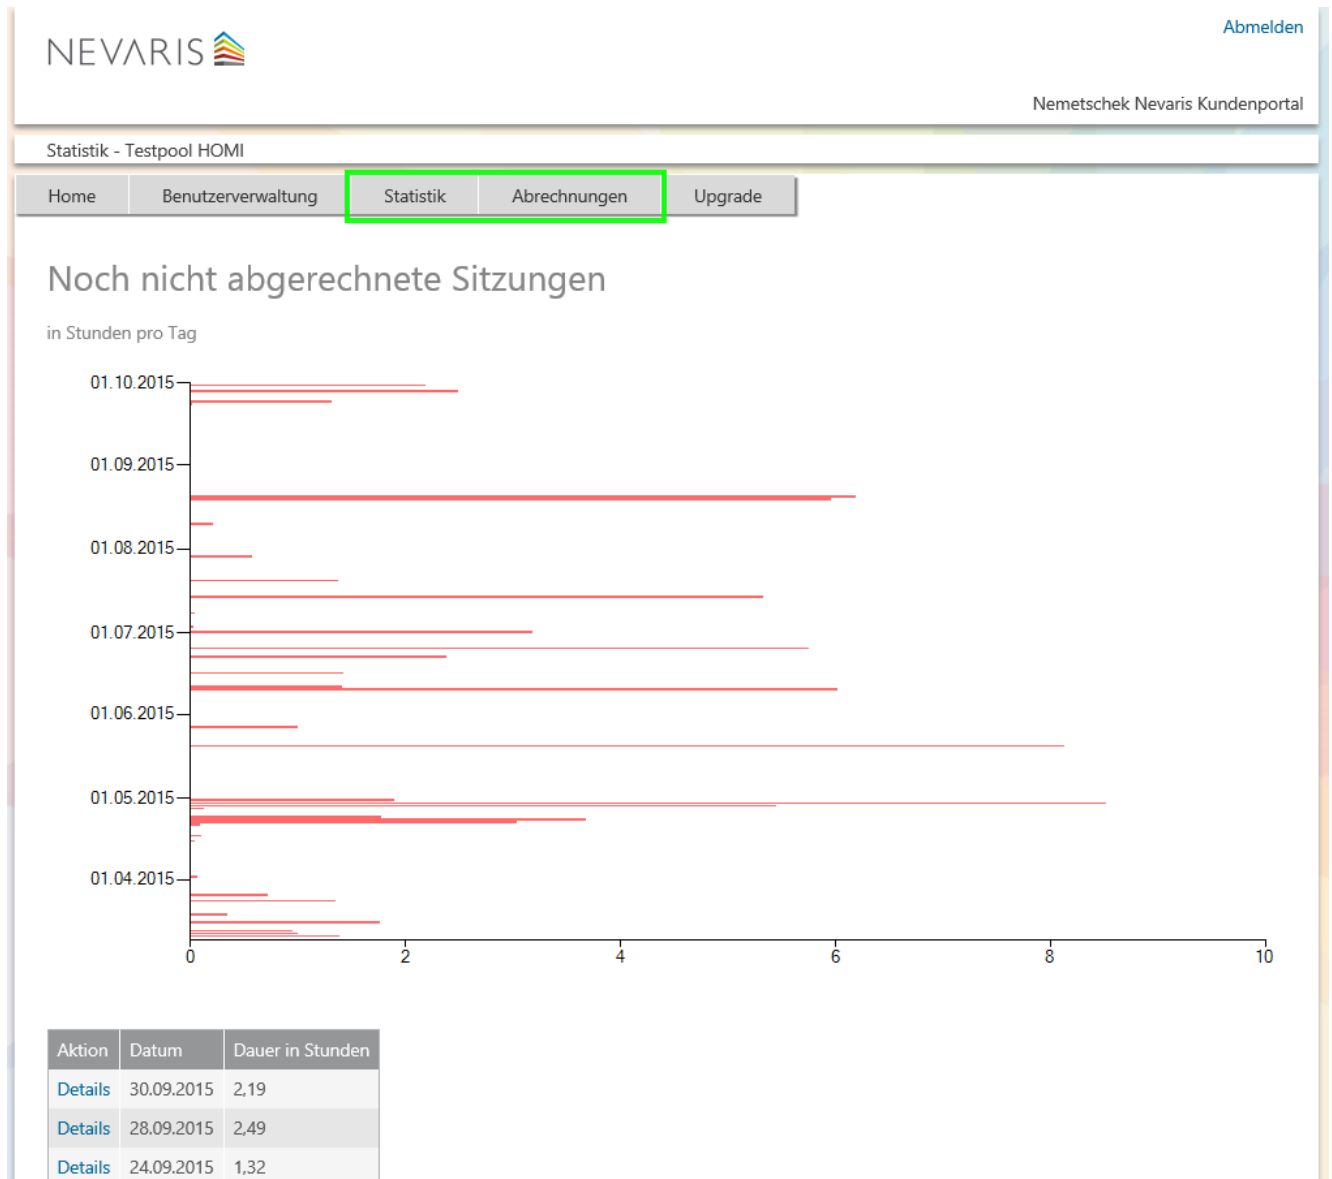 NEVARIS
Abmelden
Nemetschek Nevaris Kundenportal
Statistik - Testpool HOMI
Home Benutzerverwaltung Statistik Abrechnungen Upgrade
Noch nicht abgerechnete Sitzungen
in Stunden pro Tag
01.10.2015
01.09.2015
01.08.2015
01.07.2015
01.06.2015
01.05.2015
01.04.2015
0 2 4 6 8 10
Aktion Datum Dauer in Stunden
Details 30.09.2015 2,19
Details 28.09.2015 2,49
Details 24.09.2015 1,32